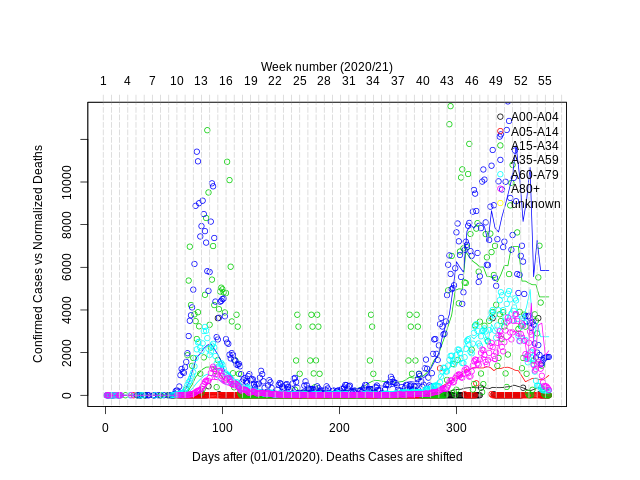 Week number (2020/21)
1 4 7 10 13 16 19 22 25 28 31 34 37 40 43 46 49 52 55
Confirmed Cases vs Normalized Deaths
0 2000 4000 6000 8000 10000
A00-A04
A05-A14
A15-A34
A35-A59
A60-A79
A80+
unknown
0 100 200 300
Days after (01/01/2020). Deaths Cases are shifted